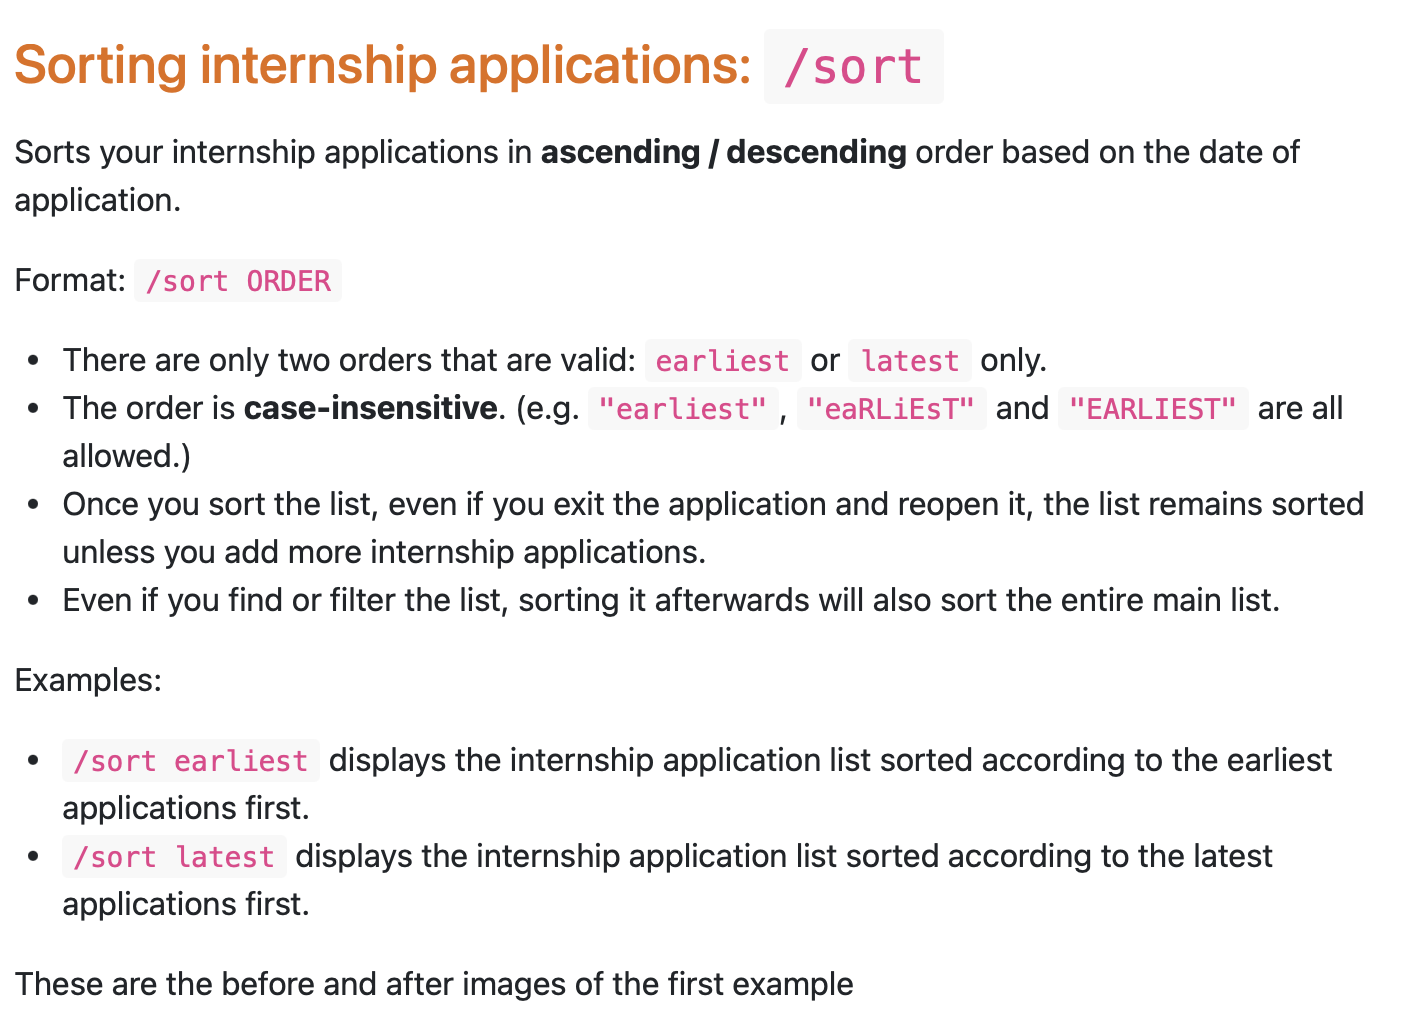 Sorting internship applications: /sort
Sorts your internship applications in ascending / descending order based on the date of
application.
Format: /sort ORDER
• There are only two orders that are valid: earliest or latest only.
• The order is case-insensitive. (e.g. "earliest", "eaRLiEsT" and "EARLIEST" are all
allowed.)
• Once you sort the list, even if you exit the application and reopen it, the list remains sorted
unless you add more internship applications.
• Even if you find or filter the list, sorting it afterwards will also sort the entire main list.
Examples:
• /sort earliest displays the internship application list sorted according to the earliest
applications first.
• /sort latest displays the internship application list sorted according to the latest
applications first.
These are the before and after images of the first example